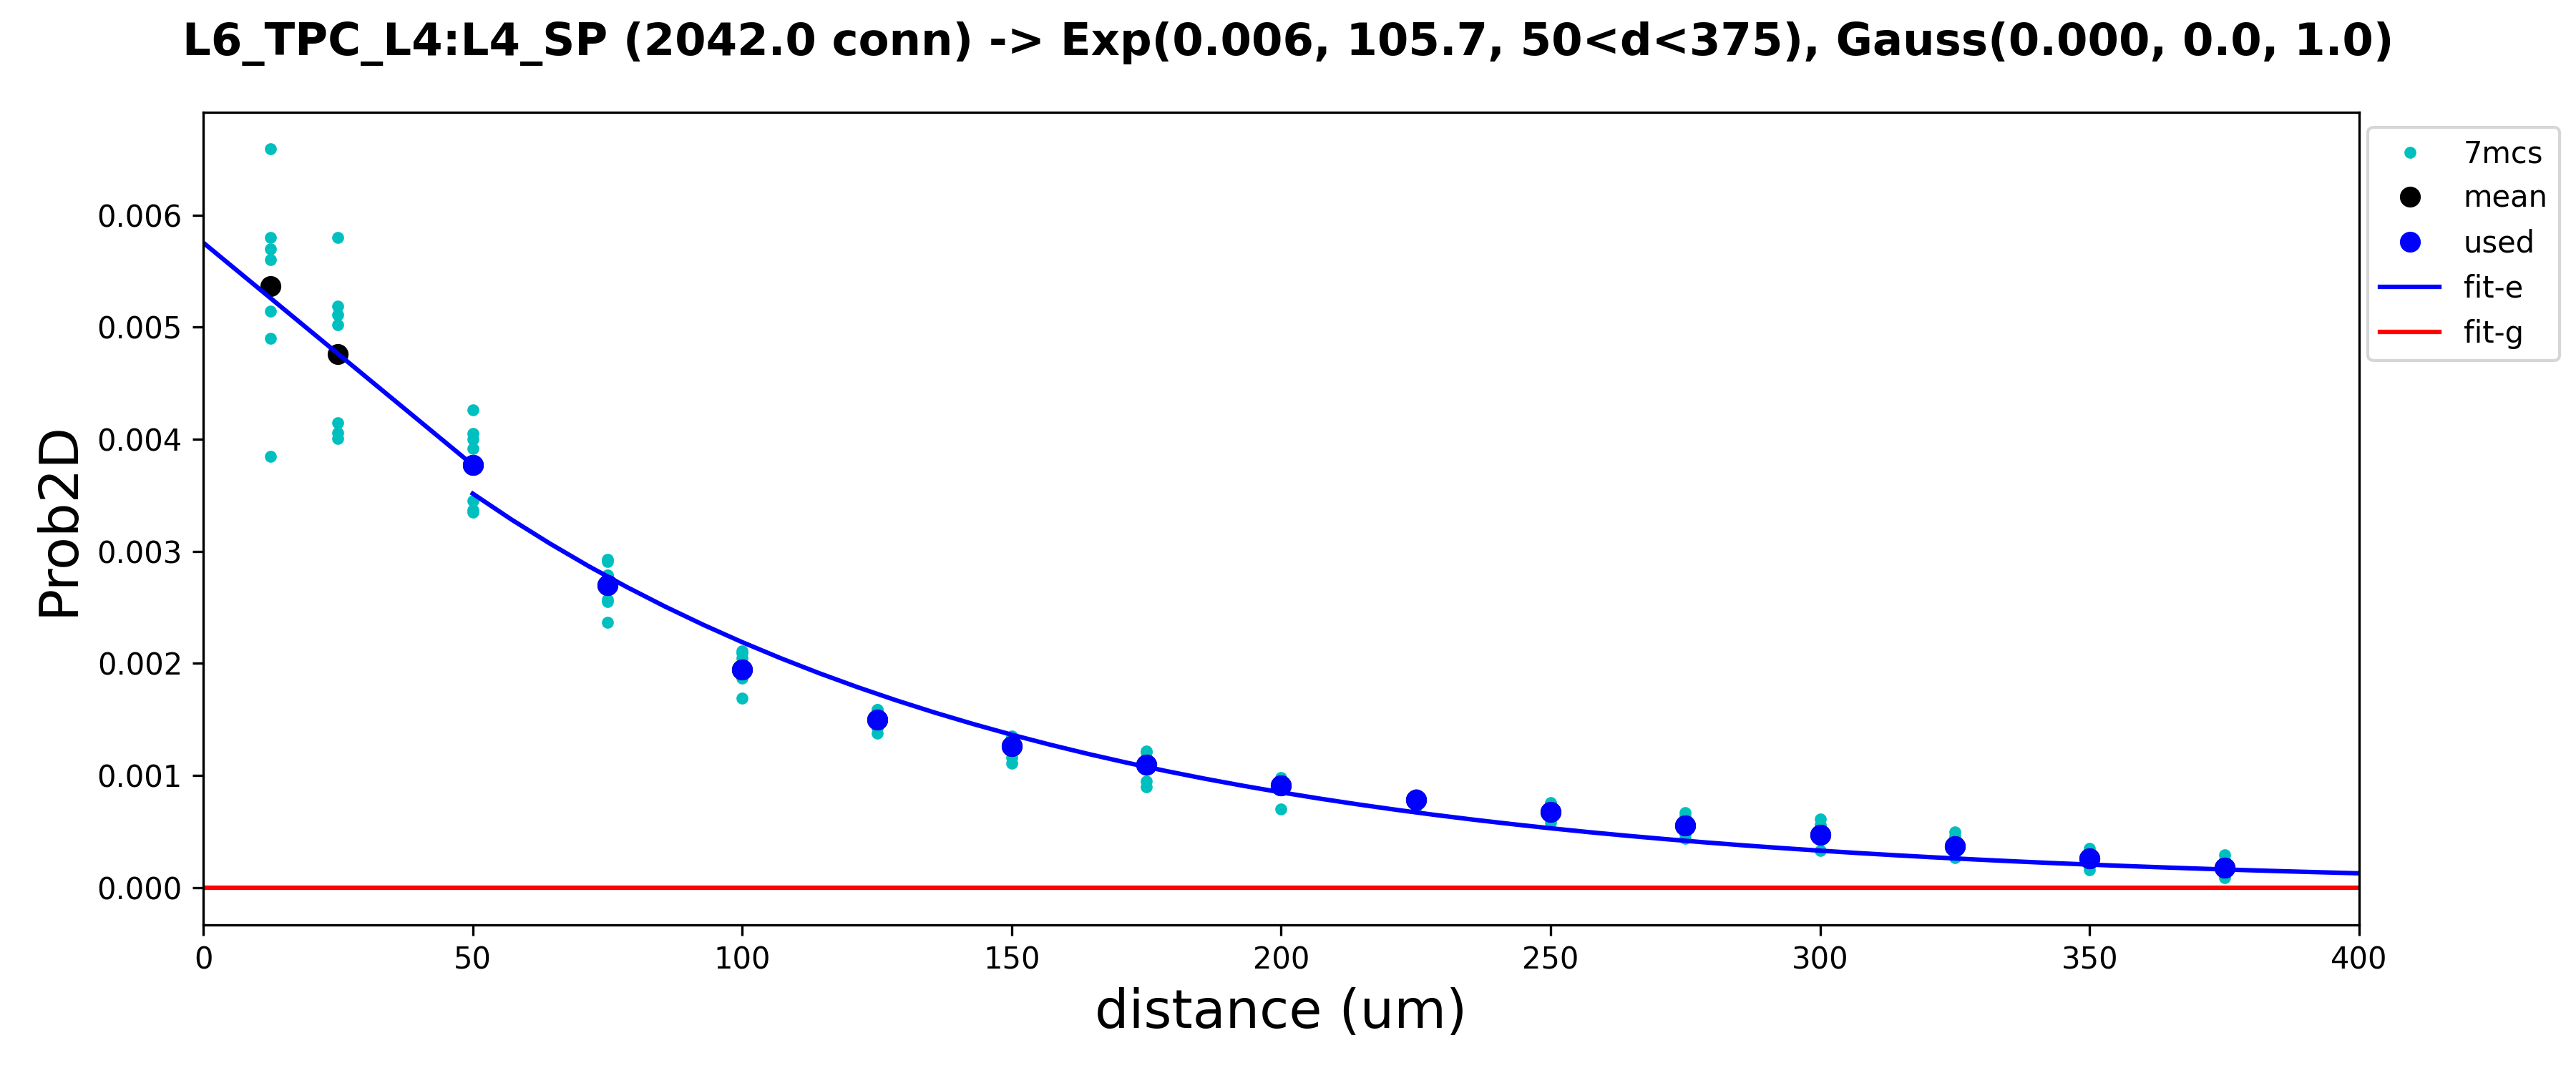 L6_TPC_L4:L4_SP (2042.0 conn) -> Exp(0.006, 105.7, 50<d<375), Gauss(0.000, 0.0, 1.0)
7mcs
mean
used
fit-e
fit-g
Prob2D
0.006
0.005
0.004
0.003
0.002
0.001
0.000
0 50 100 150 200 250 300 350 400
distance (um)